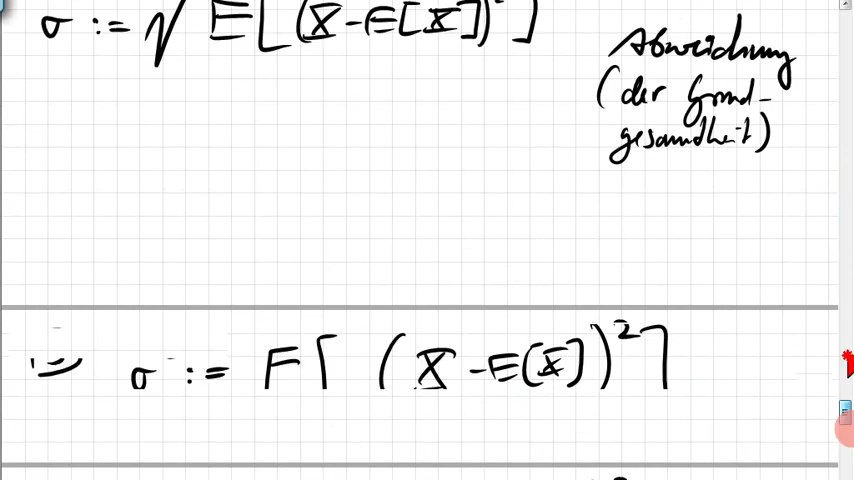 σ := √E[(X-E[X])²]
Abweichung
(der Grund-
gesamtheit)
σ := E[(X-E[X])²]